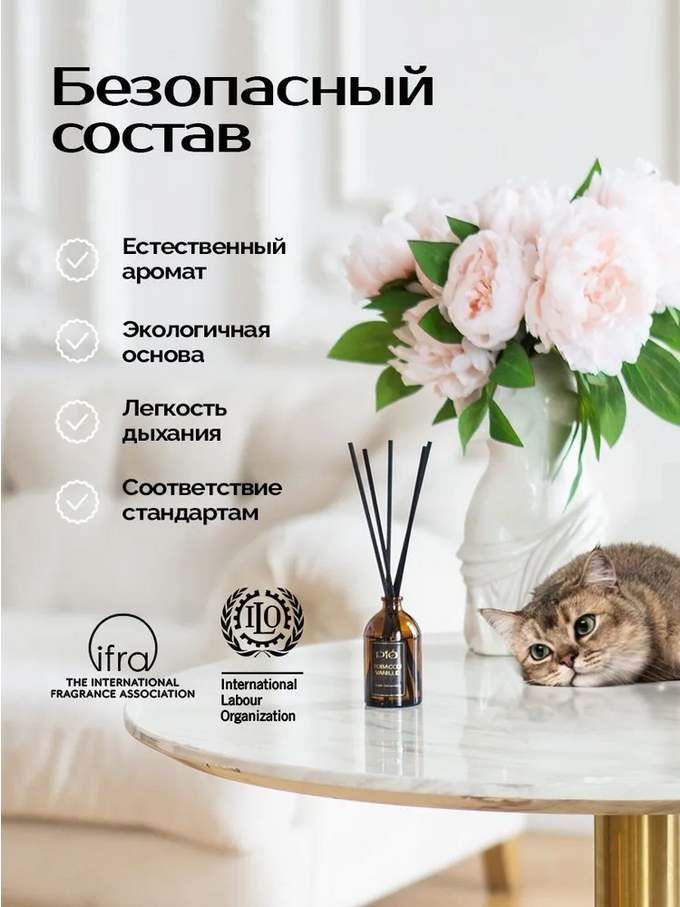 Безопасный
состав
Естественный
аромат
Экологичная
основа
Легкость
дыхания
Соответствие
стандартам
ifra
THE INTERNATIONAL
FRAGRANCE ASSOCIATION
ILO
International
Labour
Organization
TOBACCO
VANILLE